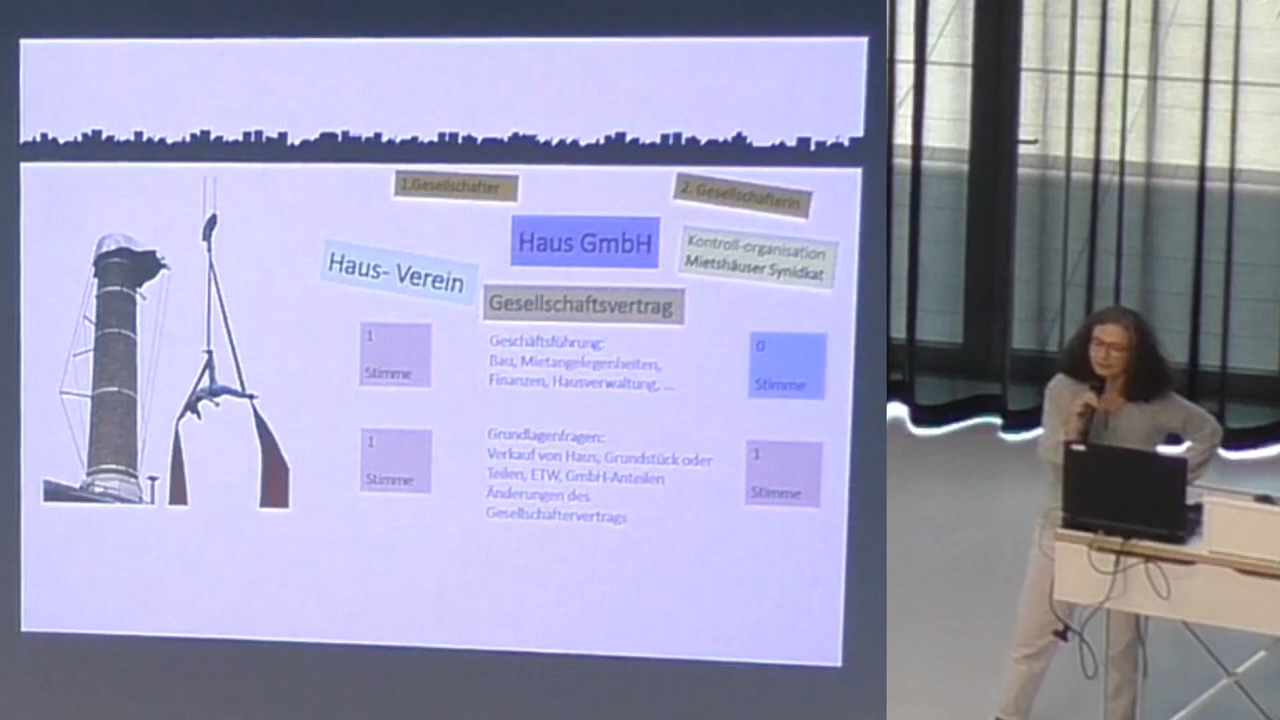 1.Gesellschafter
2. Gesellschafterin
Haus GmbH
Kontroll-organisation
Mietshäuser Synidkat
Haus- Verein
Gesellschaftsvertrag
1
Stimme
Geschäftsführung:
Bau, Mietangelegenheiten,
Finanzen, Hausverwaltung, ...
0
Stimme
1
Stimme
Grundlagenfragen:
Verkauf von Haus, Grundstück oder
Teilen, ETW, GmbH-Anteilen
Änderungen des
Gesellschaftervertrags
1
Stimme